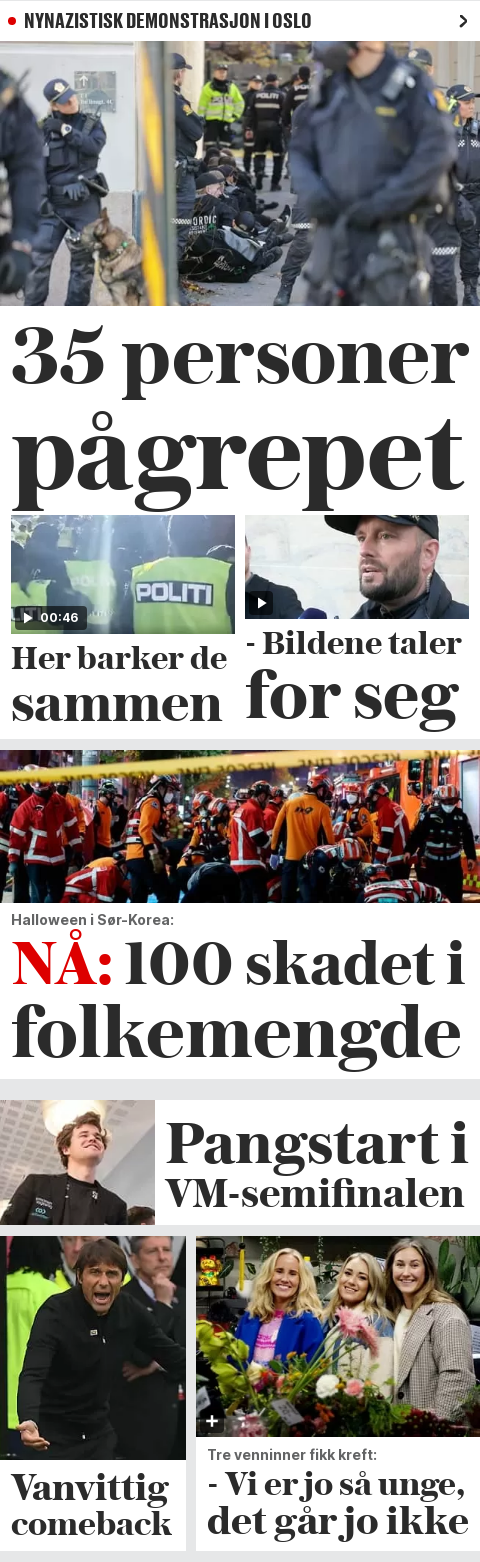 NYNAZISTISK DEMONSTRASJON I OSLO
POLITI
NORDIC
35 personer
pågrepet
POLITI
00:46
Her barker de
sammen
- Bildene taler
for seg
Halloween i Sør-Korea:
NÅ: 100 skadet i
folkemengde
Pangstart i
VM-semifinalen
Vanvittig
comeback
Tre venninner fikk kreft:
- Vi er jo så unge,
det går jo ikke